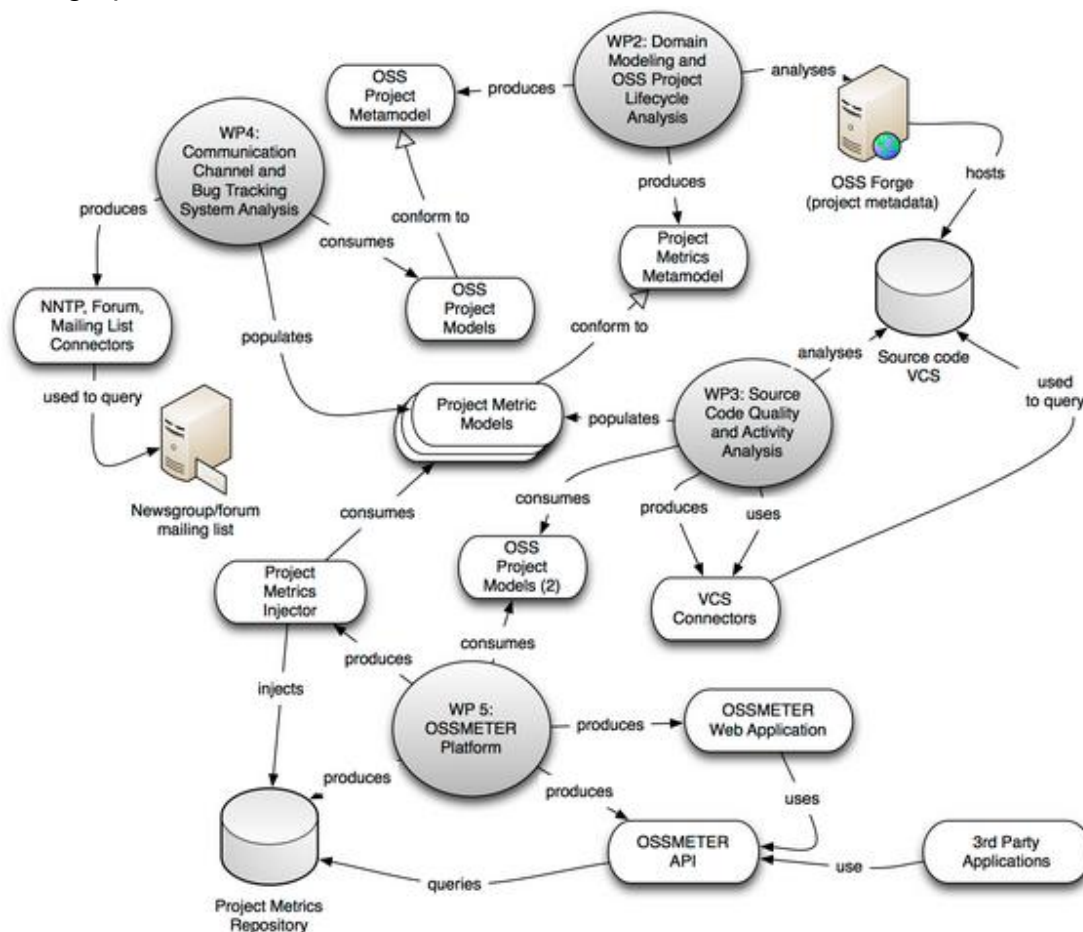 WP2: Domain
Modeling and
OSS Project
Lifecycle
Analysis
produces
OSS
Project
Metamodel
analyses
OSS Forge
(project metadata)
hosts
produces
Project
Metrics
Metamodel
WP4:
Communication
Channel and
Bug Tracking
System Analysis
produces
conform to
consumes
OSS
Project
Models
NNTP, Forum,
Mailing List
Connectors
populates
conform to
analyses
Source code
VCS
used to query
Project Metric
Models
populates
WP3: Source
Code Quality
and Activity
Analysis
used
to query
Newsgroup/forum
mailing list
consumes
consumes
produces
uses
Project
Metrics
Injector
OSS
Project
Models (2)
VCS
Connectors
produces
consumes
injects
WP 5:
OSSMETER
Platform
produces
OSSMETER
Web Application
produces
produces
uses
OSSMETER
API
use
3rd Party
Applications
queries
Project Metrics
Repository